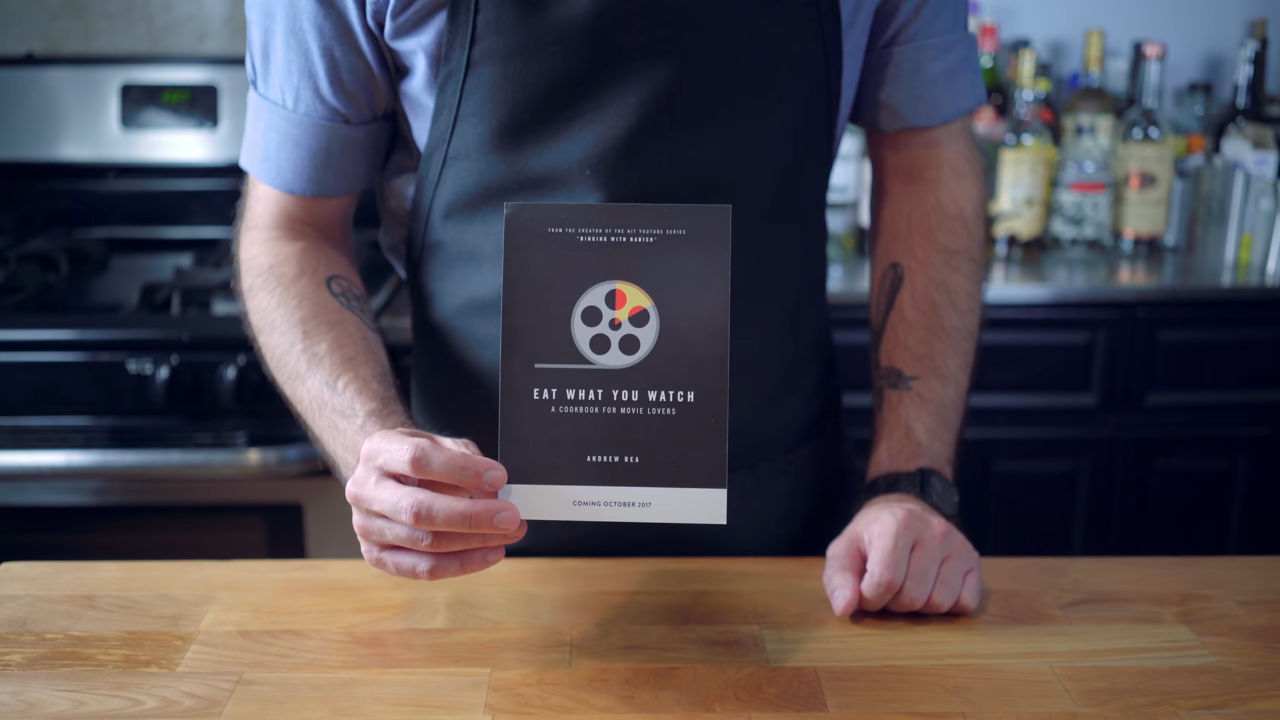 FROM THE CREATOR OF THE HIT YOUTUBE SERIES
"BINGING WITH BABISH"
EAT WHAT YOU WATCH
A COOKBOOK FOR MOVIE LOVERS
ANDREW REA
COMING OCTOBER 2017